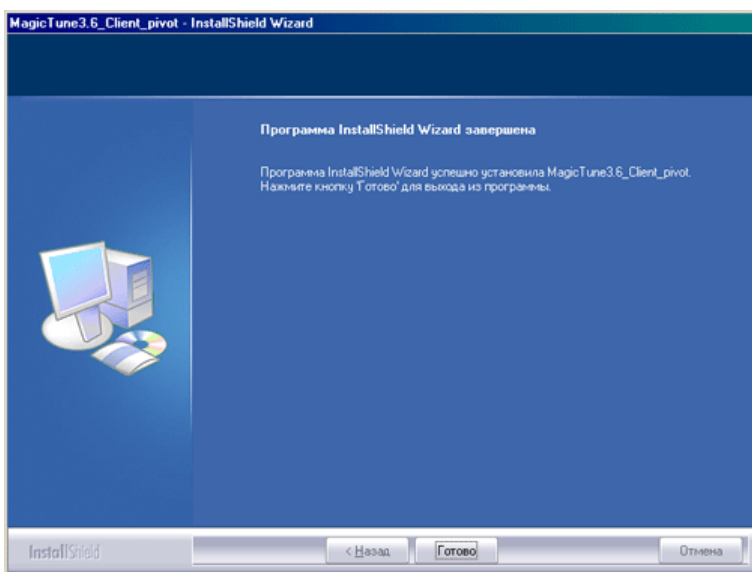 MagicTune3.6_Client_pivot - InstallShield Wizard
Программа InstallShield Wizard завершена
Программа InstallShield Wizard успешно установила MagicTune3.6_Client_pivot.
Нажмите кнопку 'Готово' для выхода из программы.
InstallShield
< Назад
Готово
Отмена